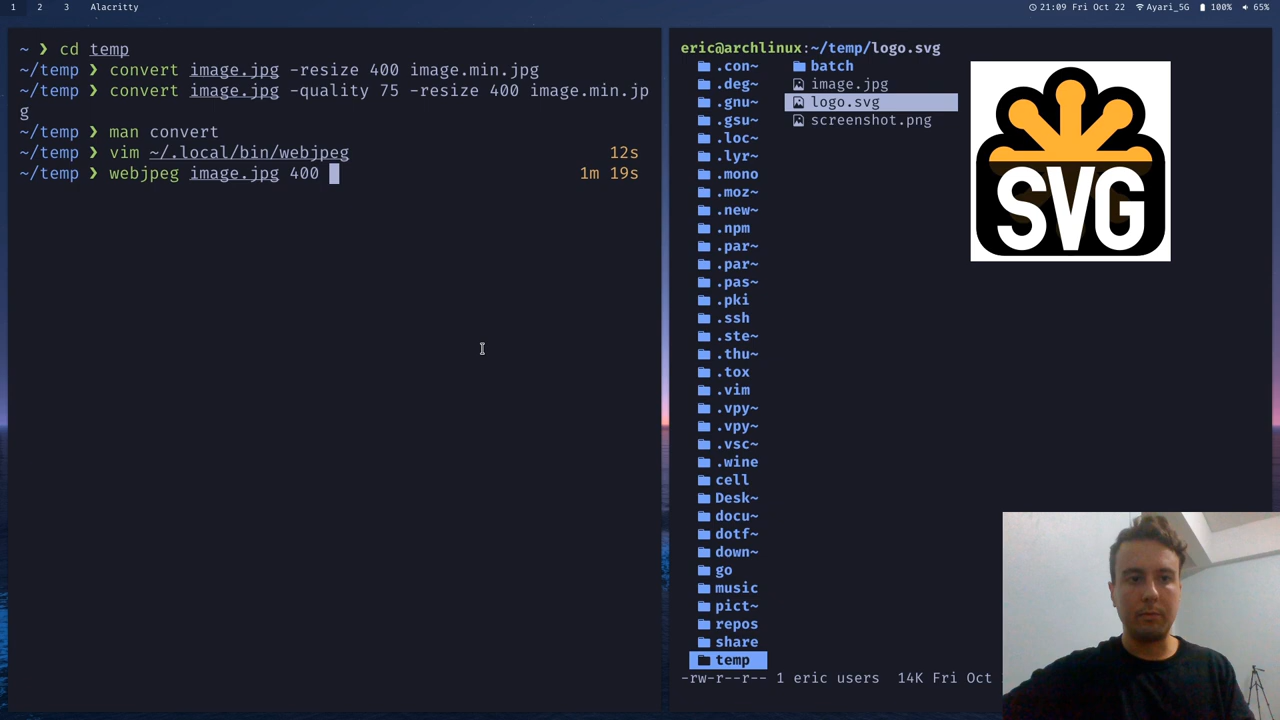 1 2 3 Alacritty 21:09 Fri Oct 22 Ayari_5G 100% 65%
~ ❯ cd temp
~/temp ❯ convert image.jpg -resize 400 image.min.jpg
~/temp ❯ convert image.jpg -quality 75 -resize 400 image.min.jp
g
~/temp ❯ man convert
~/temp ❯ vim ~/.local/bin/webjpeg 12s
~/temp ❯ webjpeg image.jpg 400 1m 19s
eric@archlinux:~/temp/logo.svg
.con~
.deg~
.gnu~
.gsu~
.loc~
.lyr~
.mono
.moz~
.new~
.npm
.par~
.par~
.pas~
.pki
.ssh
.ste~
.thu~
.tox
.vim
.vpy~
.vpy~
.vsc~
.wine
cell
Desk~
docu~
dotf~
down~
go
music
pict~
repos
share
temp
batch
image.jpg
logo.svg
screenshot.png
SVG
-rw-r--r-- 1 eric users 14K Fri Oct